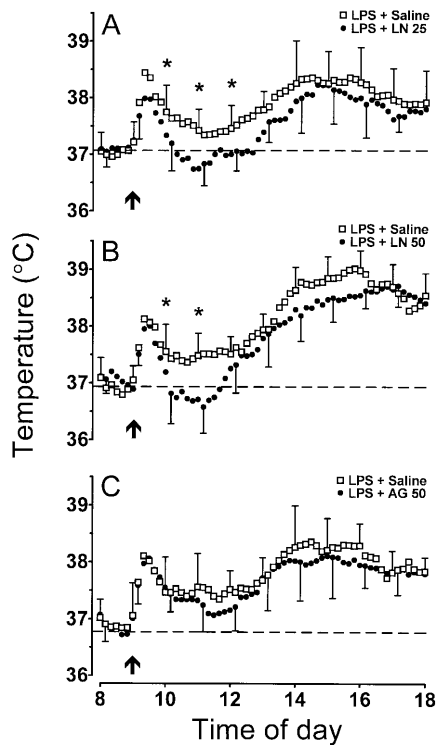 A
LPS + Saline
LPS + LN 25
39
38
37
36
* * *
B
LPS + Saline
LPS + LN 50
39
38
37
36
* *
C
LPS + Saline
LPS + AG 50
39
38
37
36
Temperature (°C)
8 10 12 14 16 18
Time of day